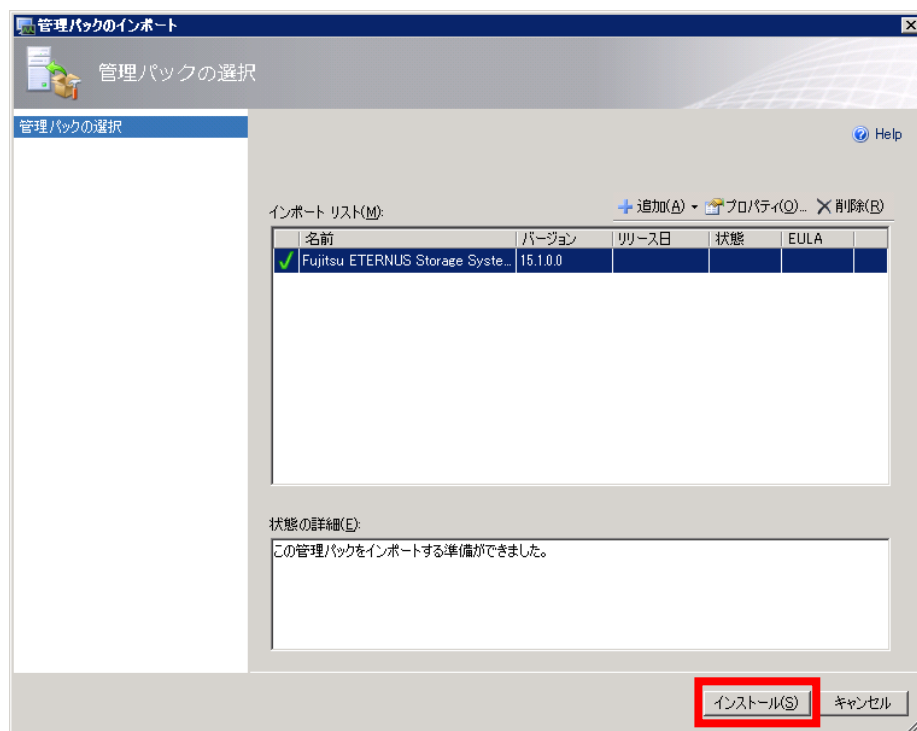 管理パックのインポート
管理パックの選択
管理パックの選択
Help
インポート リスト(M):
追加(A) プロパティ(O)... 削除(R)
名前 バージョン リリース日 状態 EULA
Fujitsu ETERNUS Storage Syste... 15.1.0.0
状態の詳細(E):
この管理パックをインポートする準備ができました。
インストール(S) キャンセル